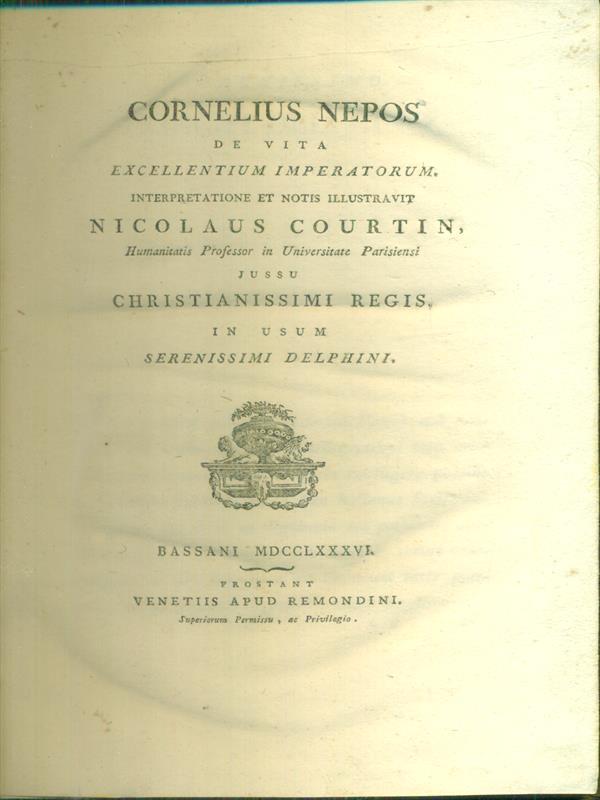 CORNELIUS NEPOS
DE VITA
EXCELLENTIUM IMPERATORUM.
INTERPRETATIONE ET NOTIS ILLUSTRAVIT
NICOLAUS COURTIN,
Humanitatis Professor in Universitate Parisiensi
JUSSU
CHRISTIANISSIMI REGIS,
IN USUM
SERENISSIMI DELPHINI.
BASSANI MDCCLXXXVI.
PROSTANT
VENETIIS APUD REMONDINI.
Superiorum Permissu, ac Privilegio.